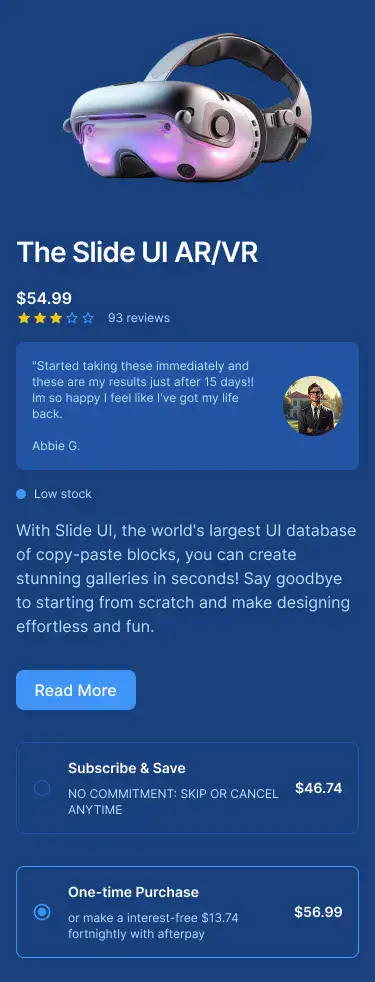 The Slide UI AR/VR
$54.99
93 reviews
"Started taking these immediately and
these are my results just after 15 days!!
Im so happy I feel like I've got my life
back.
Abbie G.
Low stock
With Slide UI, the world's largest UI database
of copy-paste blocks, you can create
stunning galleries in seconds! Say goodbye
to starting from scratch and make designing
effortless and fun.
Read More
Subscribe & Save
NO COMMITMENT: SKIP OR CANCEL
ANYTIME
$46.74
One-time Purchase
or make a interest-free $13.74
fortnightly with afterpay
$56.99